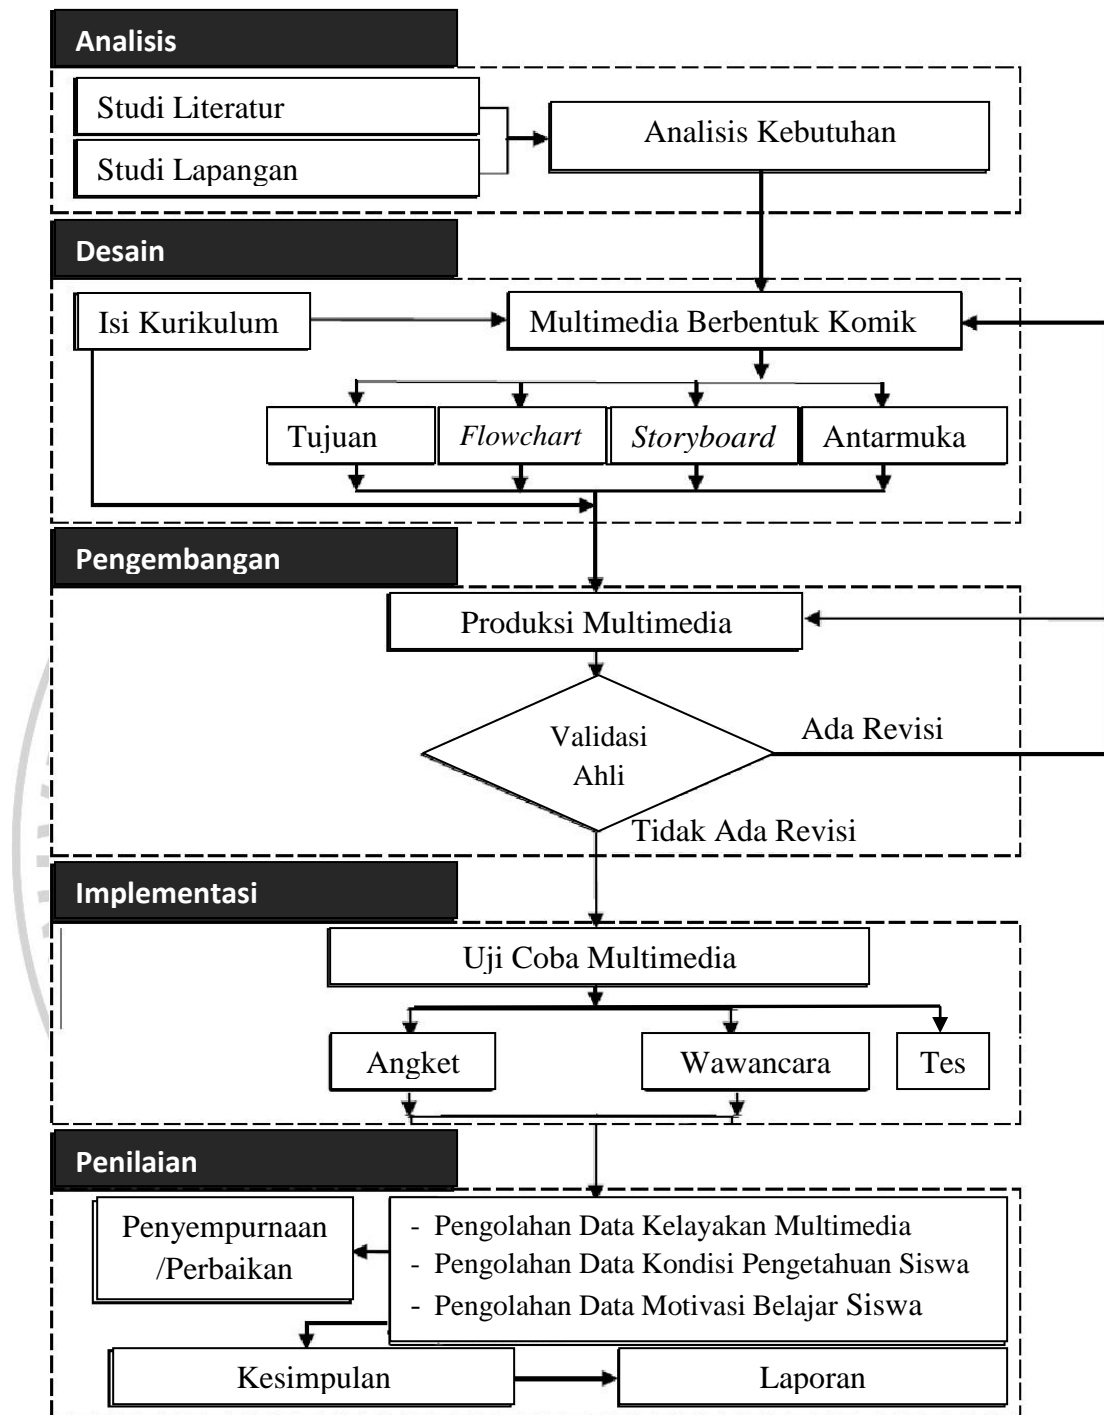 Analisis
Studi Literatur
Studi Lapangan
Analisis Kebutuhan
Desain
Isi Kurikulum
Multimedia Berbentuk Komik
Tujuan
Flowchart
Storyboard
Antarmuka
Pengembangan
Produksi Multimedia
Validasi
Ahli
Ada Revisi
Tidak Ada Revisi
Implementasi
Uji Coba Multimedia
Angket
Wawancara
Tes
Penilaian
Penyempurnaan
/Perbaikan
- Pengolahan Data Kelayakan Multimedia
- Pengolahan Data Kondisi Pengetahuan Siswa
- Pengolahan Data Motivasi Belajar Siswa
Kesimpulan
Laporan